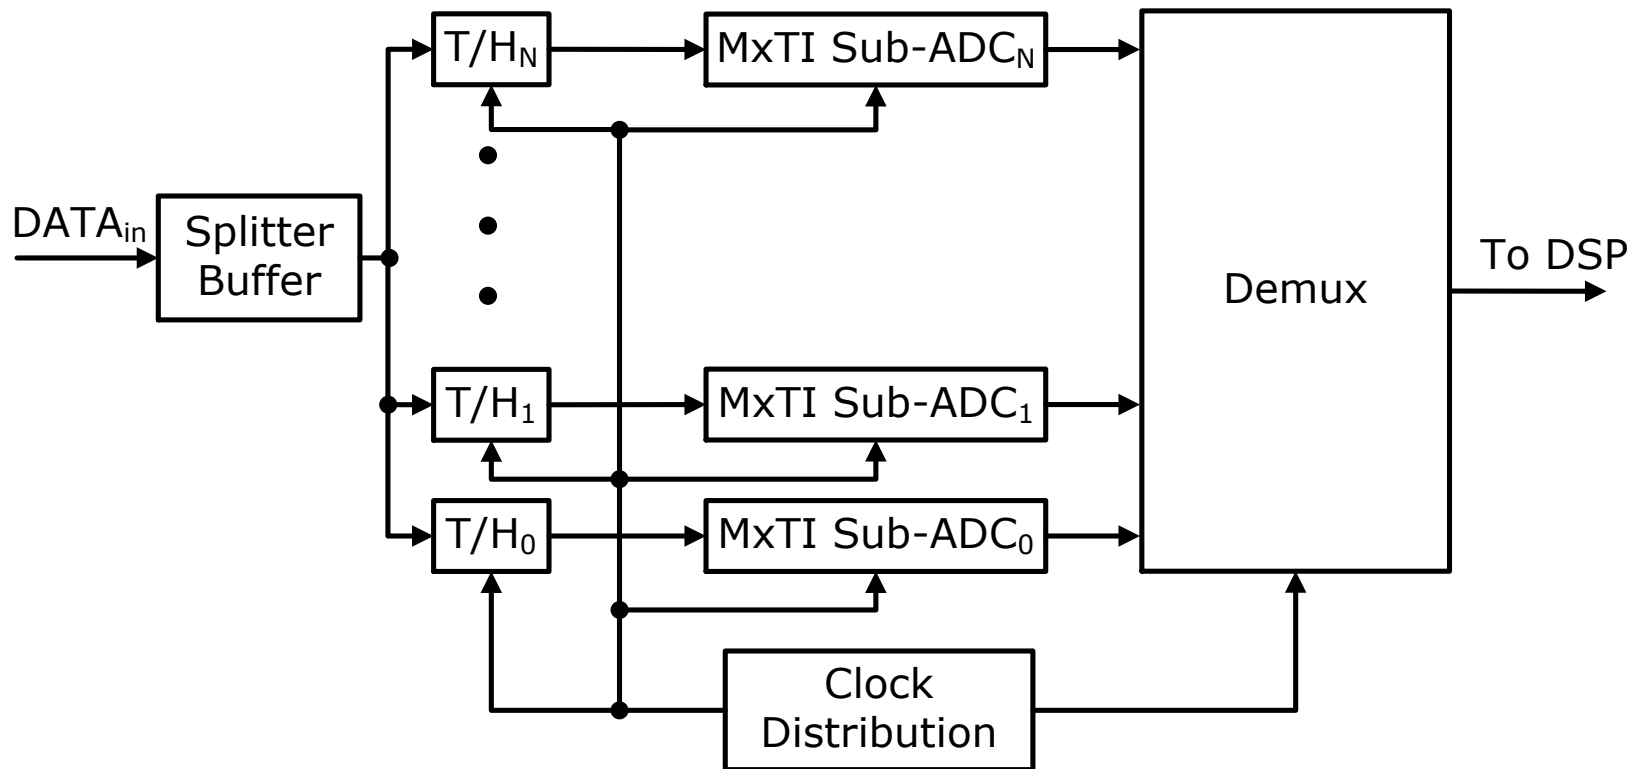 T/H_N
MxTI Sub-ADC_N
DATA_in
Splitter
Buffer
To DSP
Demux
T/H_1
MxTI Sub-ADC_1
T/H_0
MxTI Sub-ADC_0
Clock
Distribution